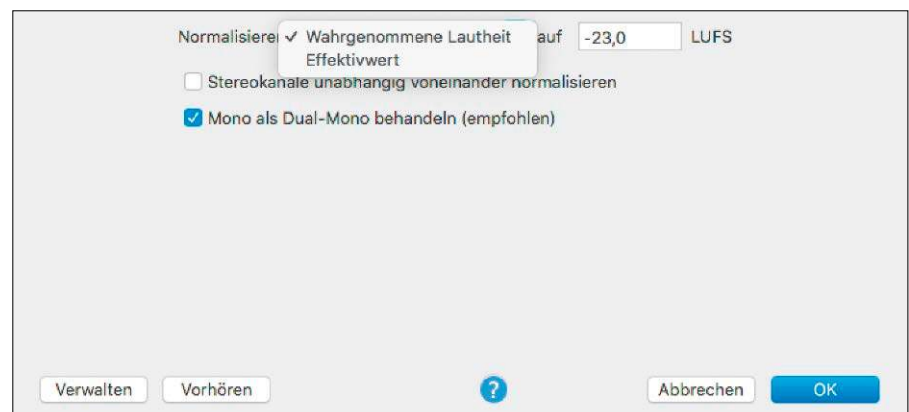 Normalisieren ✓ Wahrgenommene Lautheit auf -23,0 LUFS
Effektivwert
Stereokanäle unabhängig voneinander normalisieren
Mono als Dual-Mono behandeln (empfohlen)
Verwalten Vorhören ? Abbrechen OK